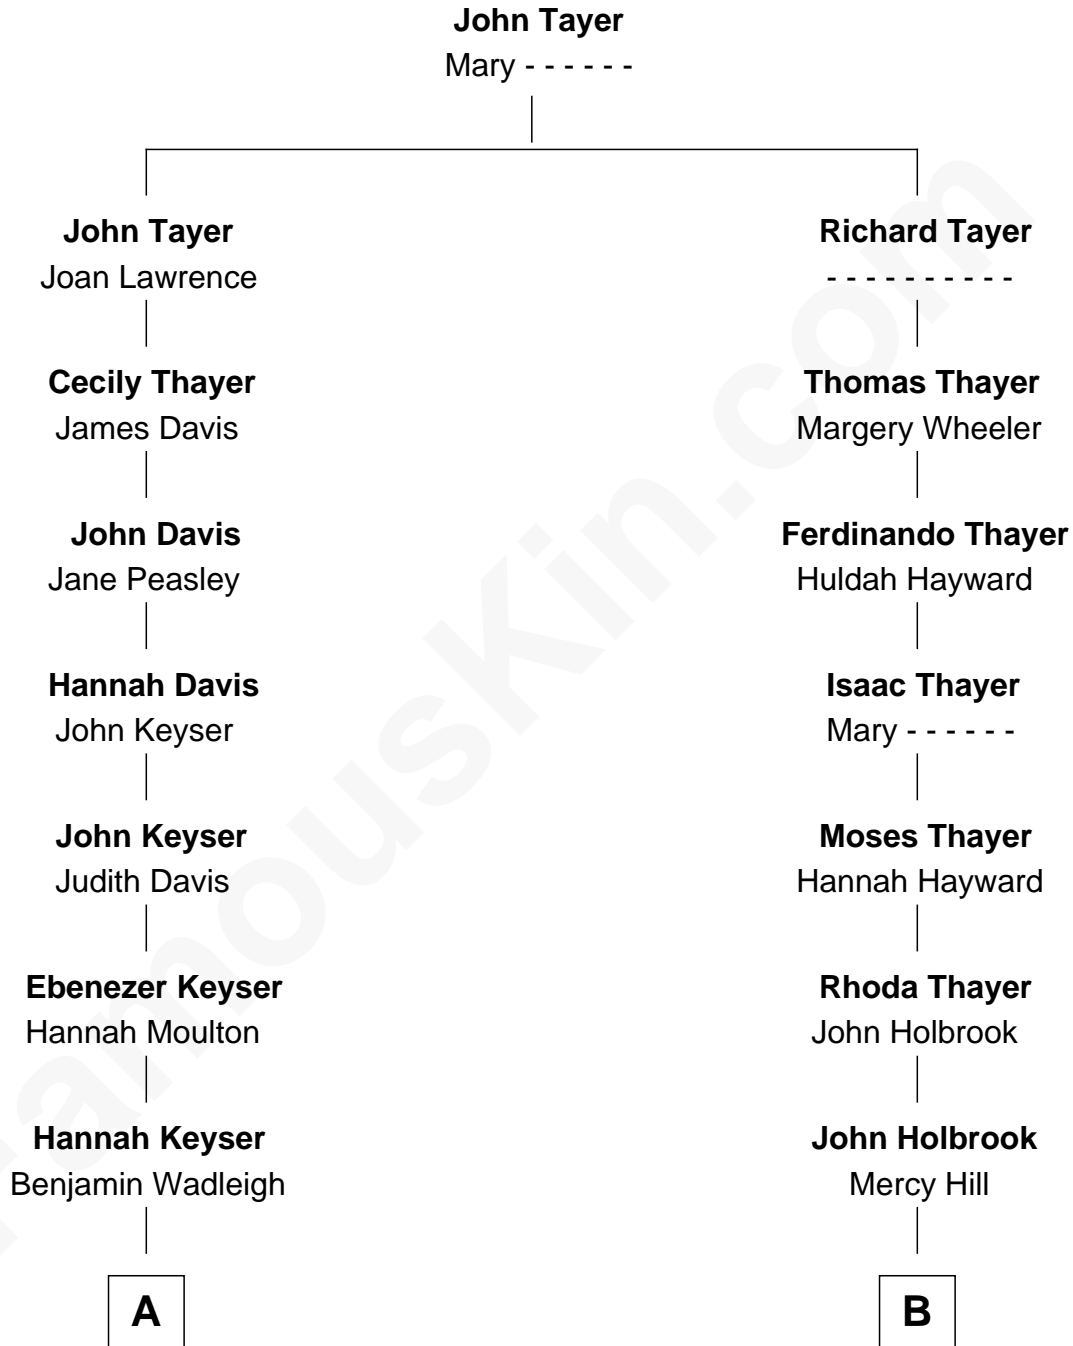 John Tayer
Mary - - - - - -
John Tayer
Joan Lawrence
Richard Tayer
- - - - - - - - - -
Cecily Thayer
James Davis
Thomas Thayer
Margery Wheeler
John Davis
Jane Peasley
Ferdinando Thayer
Huldah Hayward
Hannah Davis
John Keyser
Isaac Thayer
Mary - - - - - -
John Keyser
Judith Davis
Moses Thayer
Hannah Hayward
Ebenezer Keyser
Hannah Moulton
Rhoda Thayer
John Holbrook
Hannah Keyser
Benjamin Wadleigh
John Holbrook
Mercy Hill
A
B
FamousKin.com